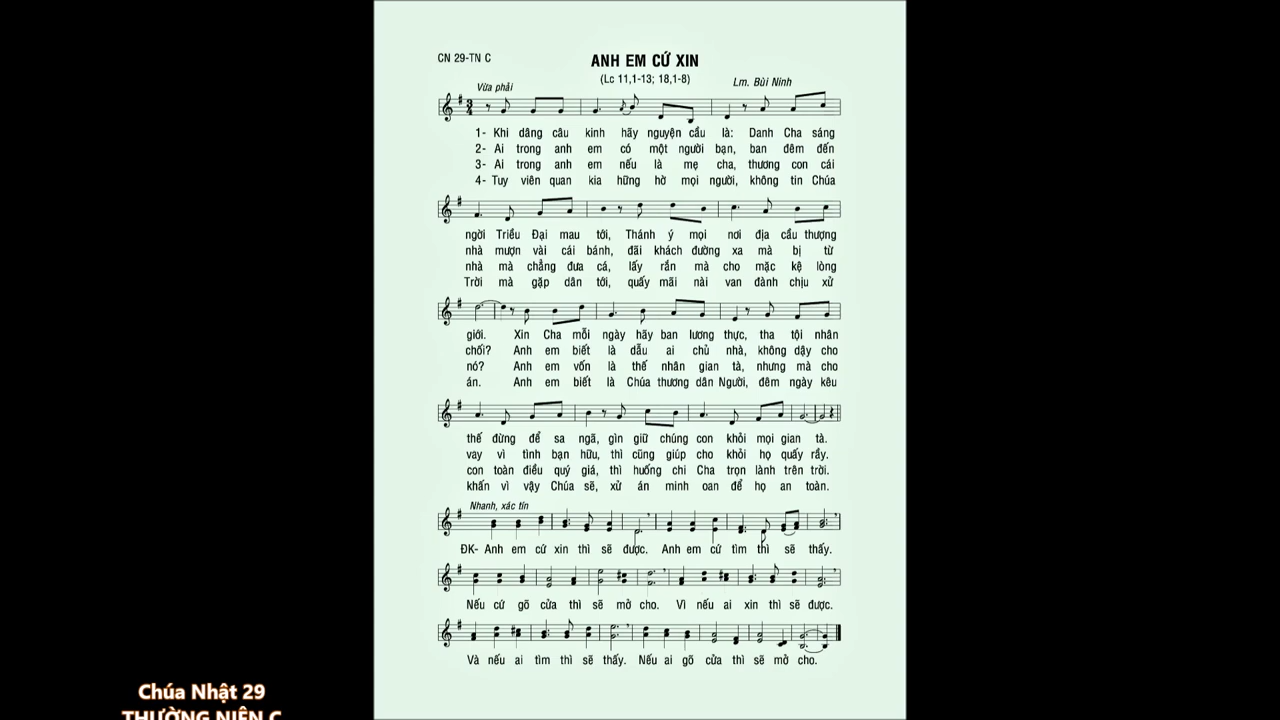 CN 29-TN C
ANH EM CỨ XIN
(Lc 11,1-13; 18,1-8)
Lm. Bùi Ninh
Vừa phải
3
4
1- Khi dâng câu kinh hãy nguyện cầu là: Danh Cha sáng
2- Ai trong anh em có một người bạn, ban đêm đến
3- Ai trong anh em nếu là mẹ cha, thương con cái
4- Tuy viên quan kia hững hờ mọi người, không tin Chúa
ngời Triều Đại mau tới, Thánh ý mọi nơi địa cầu thượng
nhà mượn vài cái bánh, đãi khách đường xa mà bị từ
nhà mà chẳng đưa cá, lấy rắn mà cho mặc kệ lòng
Trời mà gặp dân tới, quấy mãi nài van đành chịu xử
giới. Xin Cha mỗi ngày hãy ban lương thực, tha tội nhân
chối? Anh em biết là dẫu ai chủ nhà, không dậy cho
nó? Anh em vốn là thế nhân gian tà, nhưng mà cho
án. Anh em biết là Chúa thương dân Người, đêm ngày kêu
thế đừng để sa ngã, gìn giữ chúng con khỏi mọi gian tà.
vay vì tình bạn hữu, thì cũng giúp cho khỏi họ quấy rầy.
con toàn điều quý giá, thì huống chi Cha trọn lành trên trời.
khấn vì vậy Chúa sẽ, xử án minh oan để họ an toàn.
Nhanh, xác tín
ĐK- Anh em cứ xin thì sẽ được. Anh em cứ tìm thì sẽ thấy.
Nếu cứ gõ cửa thì sẽ mở cho. Vì nếu ai xin thì sẽ được.
Và nếu ai tìm thì sẽ thấy. Nếu ai gõ cửa thì sẽ mở cho.
Chúa Nhật 29
THƯỜNG NIÊN C